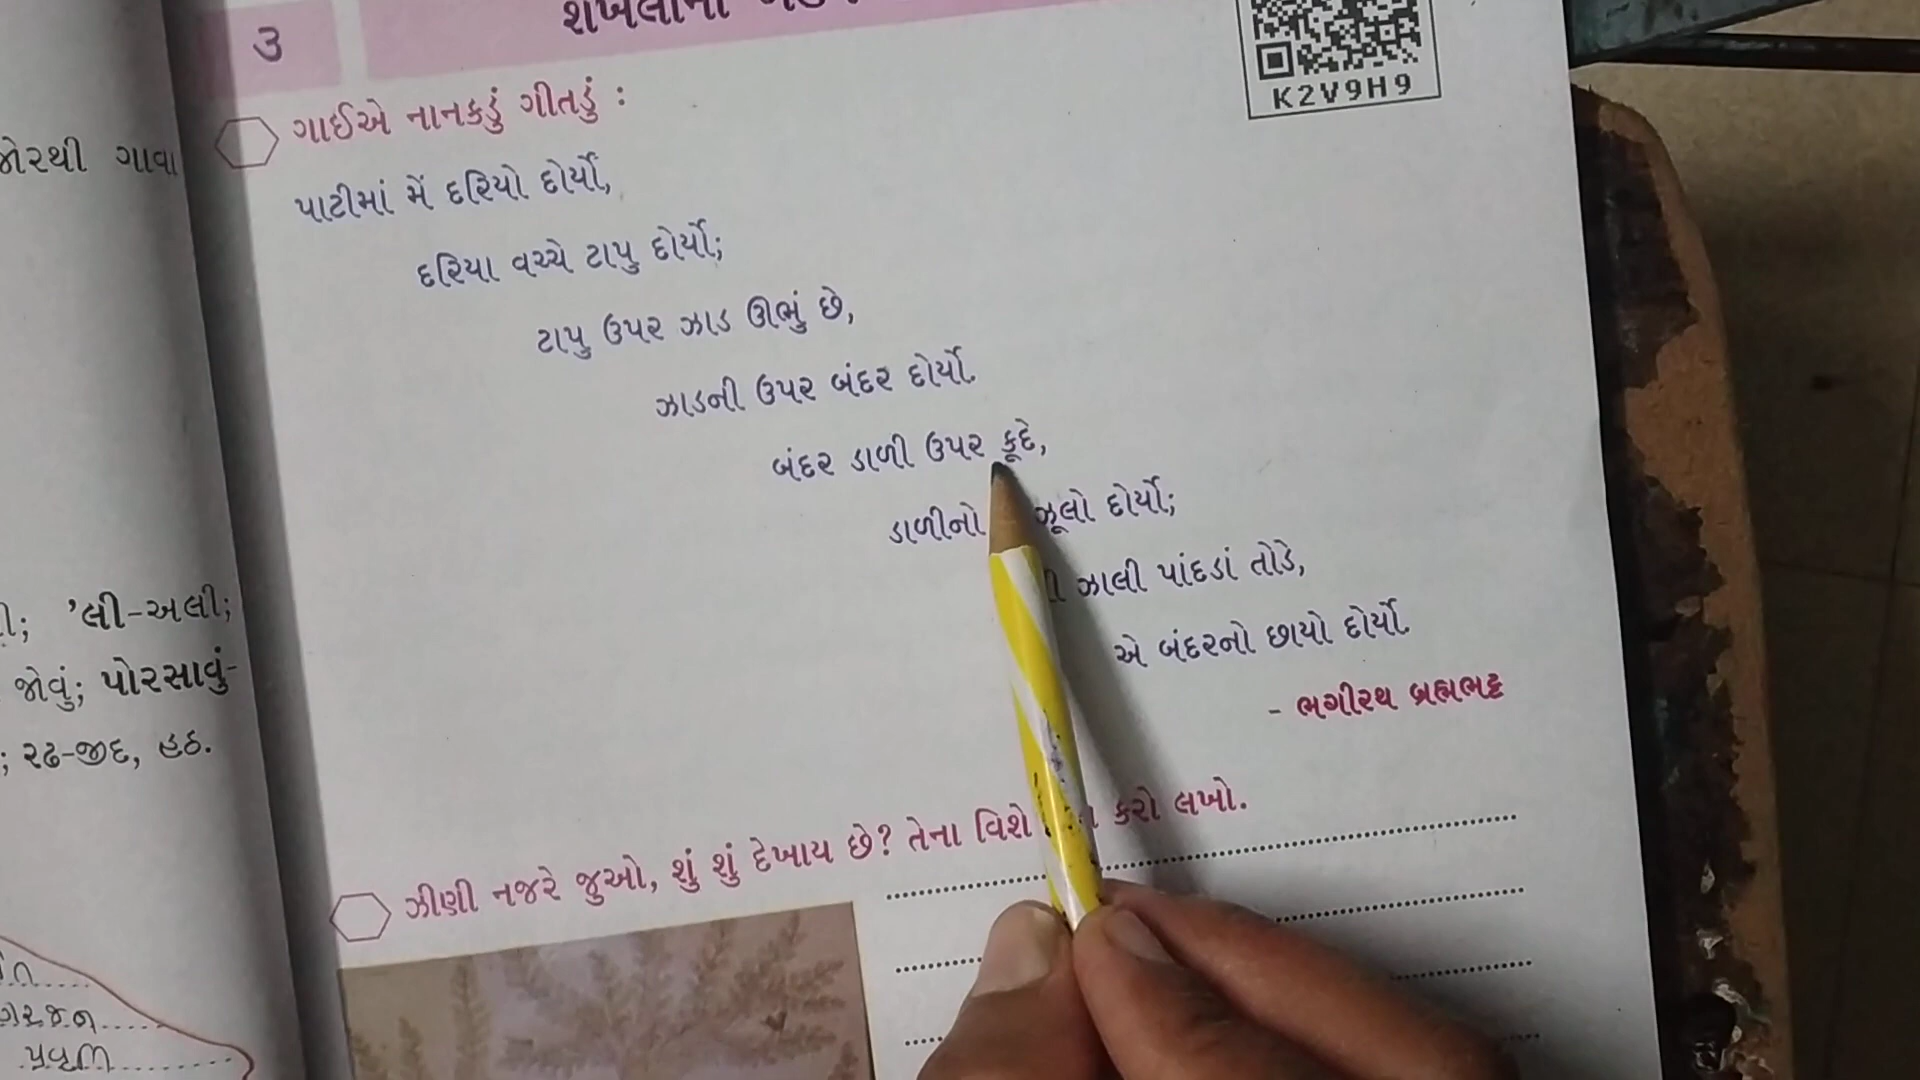 ૩
K2V9H9
ગાઈએ નાનકડું ગીતડું :
પાટીમાં મેં દરિયો દોર્યો,
દરિયા વચ્ચે ટાપુ દોર્યો;
ટાપુ ઉપર ઝાડ ઊભું છે,
ઝાડની ઉપર બંદર દોર્યો.
બંદર ડાળી ઉપર કૂદે,
ડાળીનો ઝૂલો દોર્યો;
ઝાલી પાંદડાં તોડે,
એ બંદરનો છાયો દોર્યો.
- ભગીરથ બ્રહ્મભટ્ટ
ઝીણી નજરે જુઓ, શું શું દેખાય છે? તેના વિશે કરો લખો.
જોરથી ગાવા
'લી-અલી;
જોવું; પોરસાવું-
; રઢ-જીદ, હઠ.